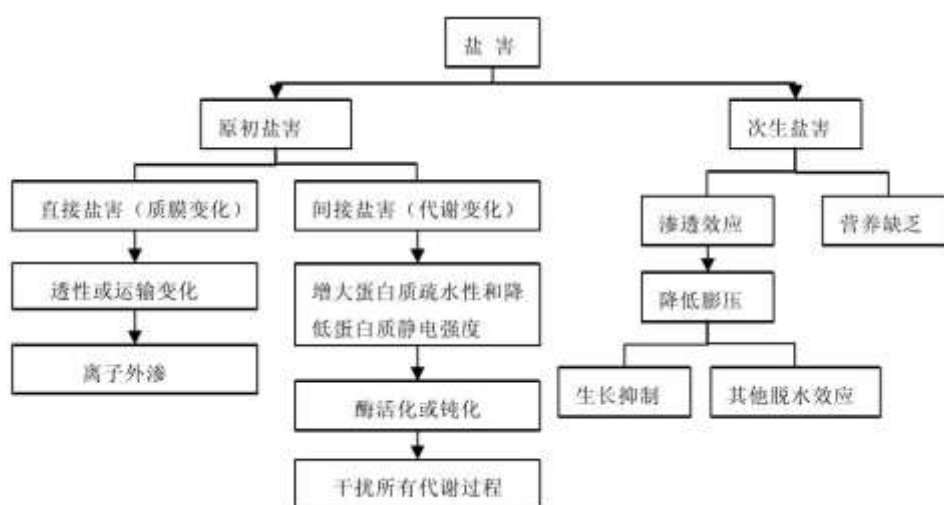 盐 害
原初盐害
次生盐害
直接盐害（质膜变化）
间接盐害（代谢变化）
渗透效应
营养缺乏
透性或运输变化
增大蛋白质疏水性和降
低蛋白质静电强度
降低膨压
离子外渗
生长抑制
其他脱水效应
酶活化或钝化
干扰所有代谢过程